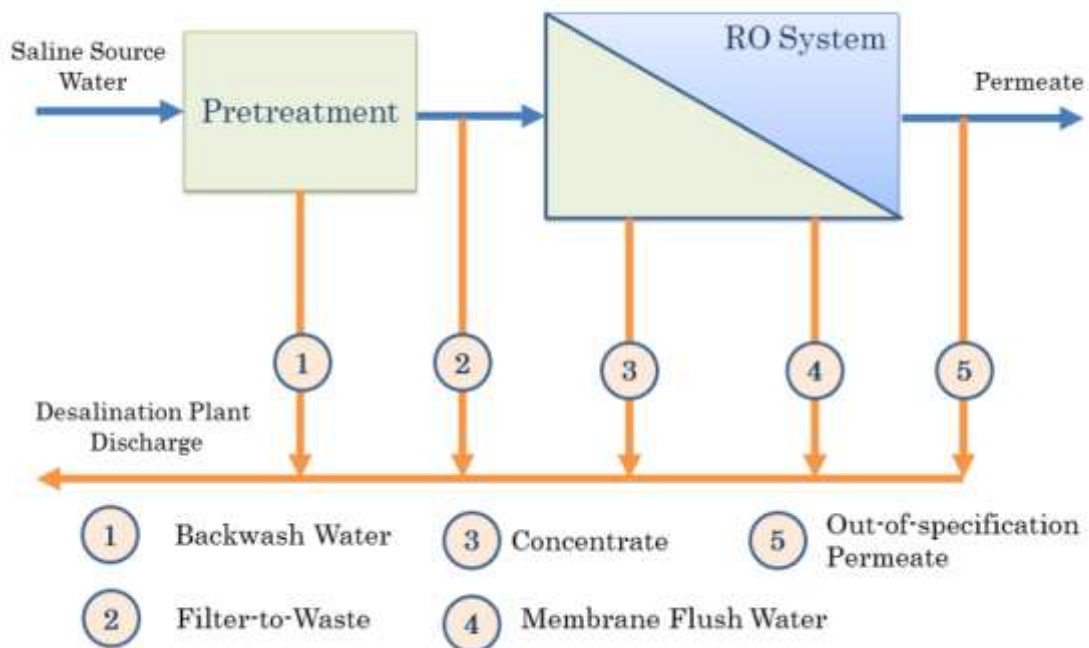 RO System
Saline Source
Water
Pretreatment
Permeate
1
2
3
4
5
Desalination Plant
Discharge
1 Backwash Water
3 Concentrate
5 Out-of-specification
Permeate
2 Filter-to-Waste
4 Membrane Flush Water